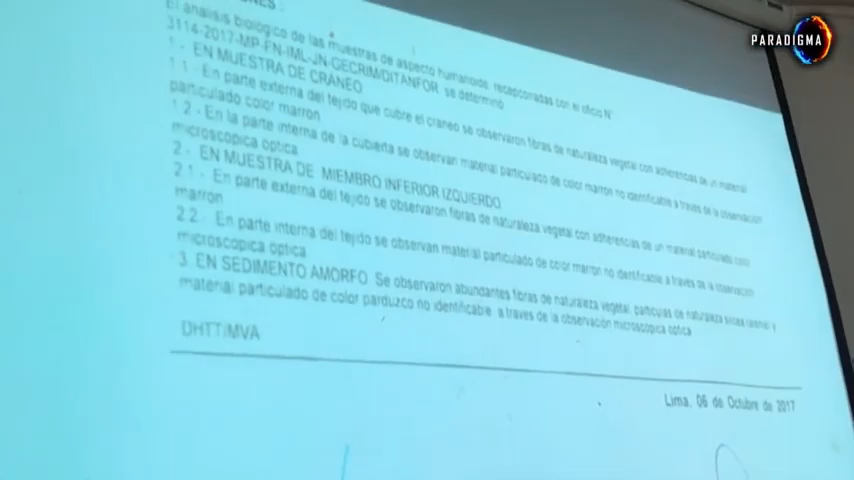 PARADIGMA
NES :
El analisis biologico de las muestras de aspecto humanoide, recepcionadas con el oficio N°
3114-2017-MP-FN-IML-JN-GECRIM/DITANFOR se determino
1 - EN MUESTRA DE CRANEO
1.1 - En parte externa del tejido que cubre el craneo se observaron fibras de naturaleza vegetal con adherencias de un material
particulado color marron
1.2 - En la parte interna de la cubierta se observan material particulado de color marron no identificable a traves de la observacion
microscopica optica
2 - EN MUESTRA DE MIEMBRO INFERIOR IZQUIERDO
2.1 - En parte externa del tejido se observaron fibras de naturaleza vegetal con adherencias de un material particulado color
marron
2.2 - En parte interna del tejido se observan material particulado de color marron no identificable a traves de la observacion
microscopica optica
3. EN SEDIMENTO AMORFO Se observaron abundantes fibras de naturaleza vegetal, particulas de naturaleza silicea y
material particulado de color parduzco no identificable a traves de la observacion microscopica optica
DHTT/MVA
Lima, 06 de Octubre de 2017